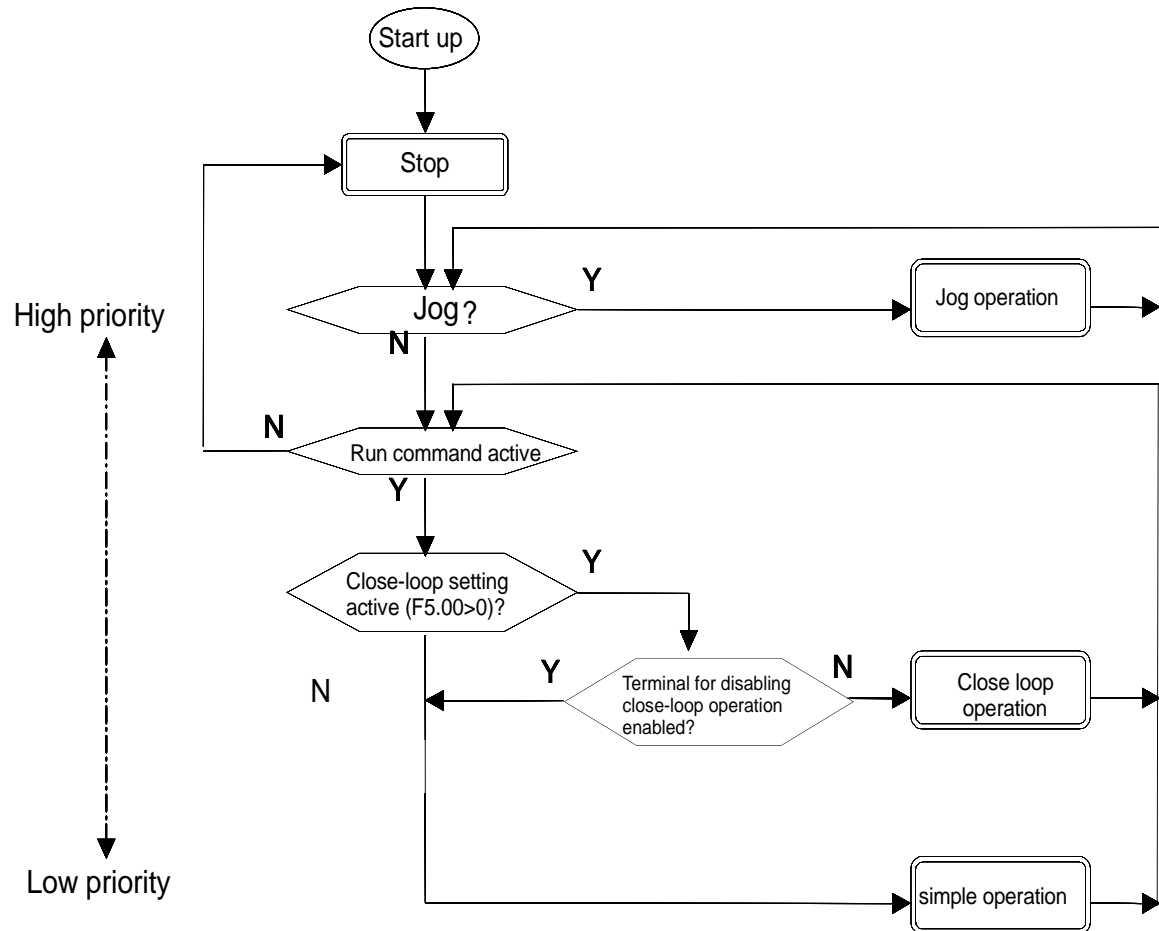 Start up
Stop
Y
Jog?
Jog operation
High priority
N
N
Run command active
Y
Close-loop setting
active (F5.00>0)?
Y
N
Y
Terminal for disabling
close-loop operation
enabled?
N
Close loop
operation
Low priority
simple operation